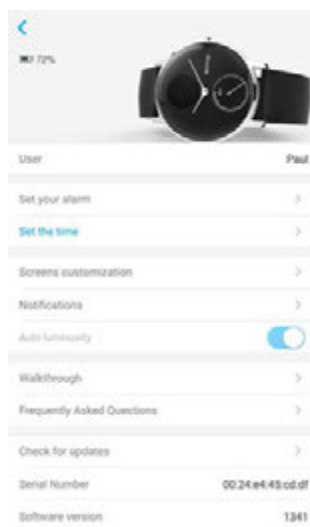 72%
User Paul
Set your alarm
Set the time
Screens customization
Notifications
Auto luminosity
Walkthrough
Frequently Asked Questions
Check for updates
Serial Number 00:24:e4:45:cd:df
Software version 1341